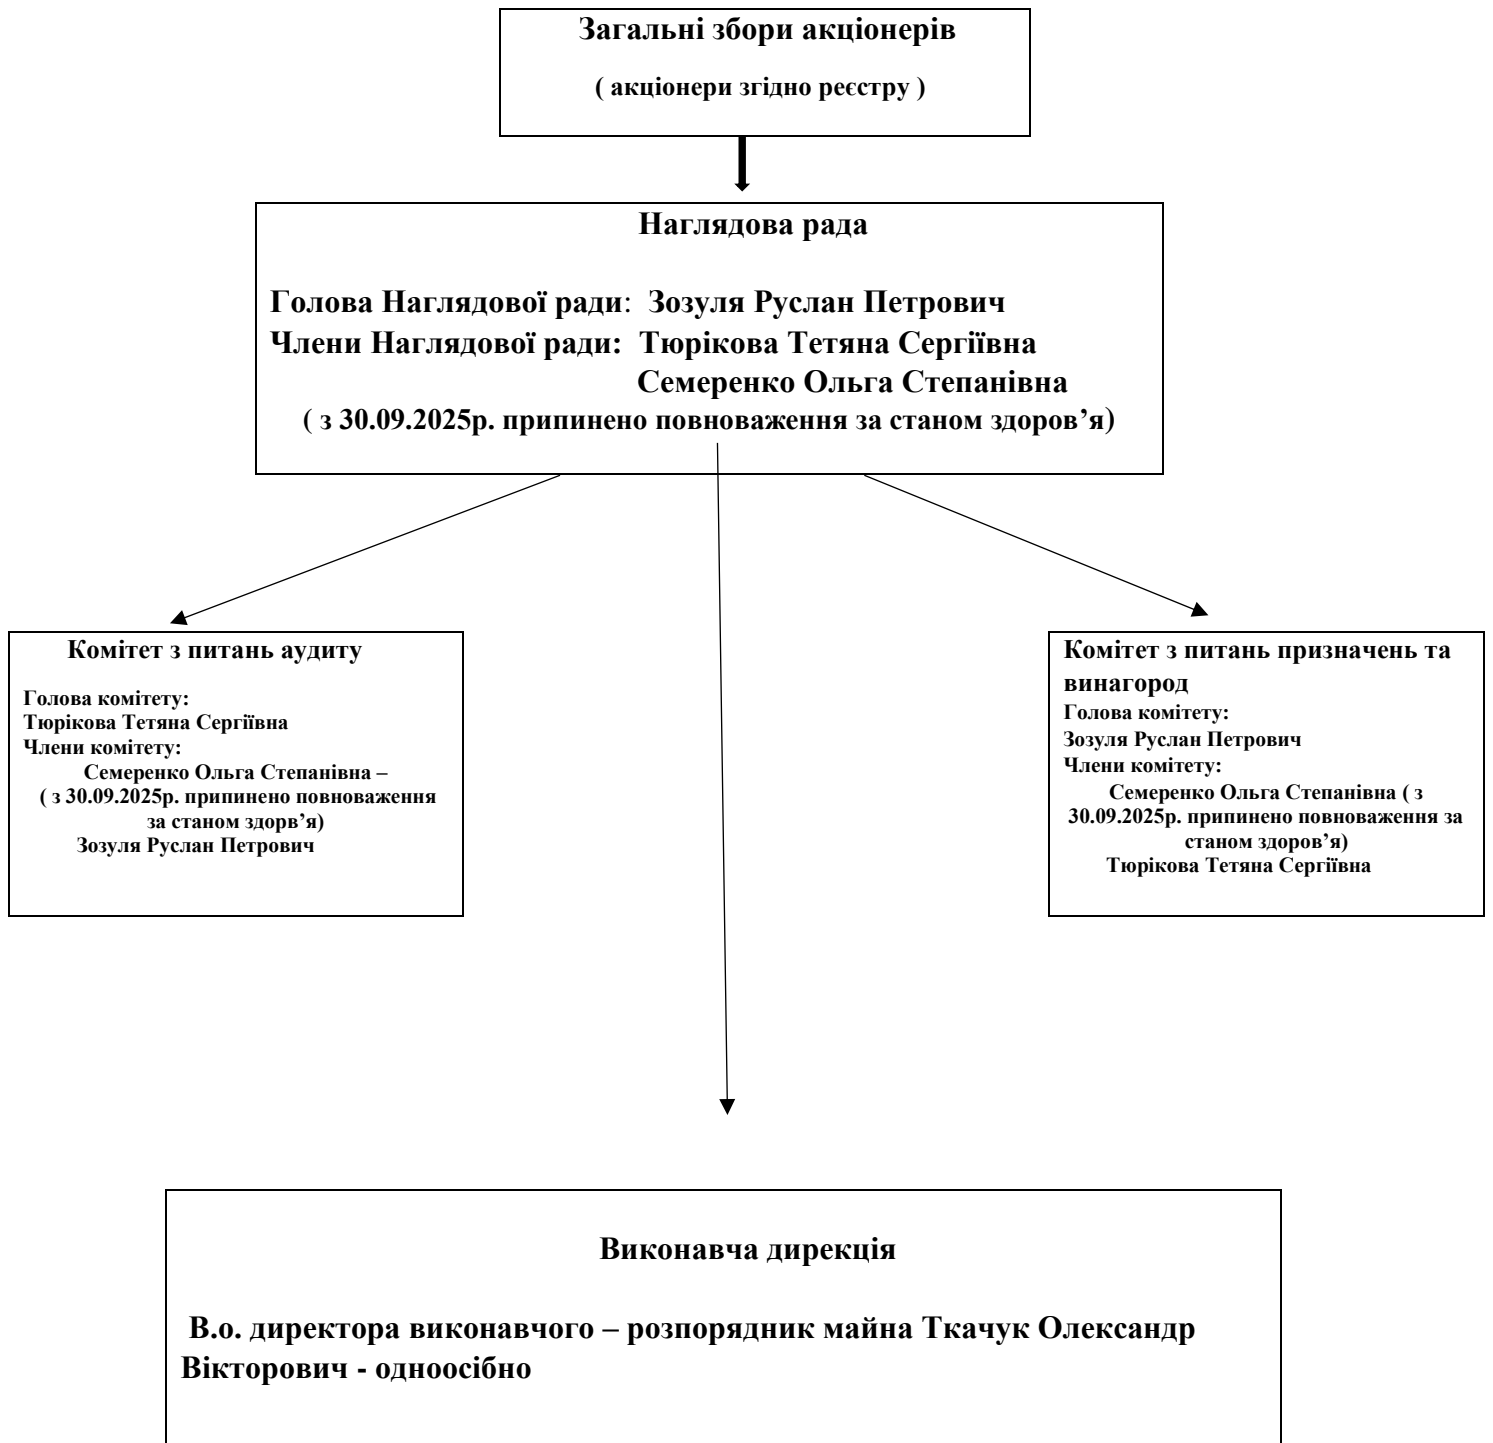 Загальні збори акціонерів
( акціонери згідно реєстру )
Наглядова рада
Голова Наглядової ради: Зозуля Руслан Петрович
Члени Наглядової ради: Тюрікова Тетяна Сергіївна
Семеренко Ольга Степанівна
( з 30.09.2025р. припинено повноваження за станом здоров’я)
Комітет з питань аудиту
Голова комітету:
Тюрікова Тетяна Сергіївна
Члени комітету:
Семеренко Ольга Степанівна –
( з 30.09.2025р. припинено повноваження
за станом здорв’я)
Зозуля Руслан Петрович
Комітет з питань призначень та
винагород
Голова комітету:
Зозуля Руслан Петрович
Члени комітету:
Семеренко Ольга Степанівна ( з
30.09.2025р. припинено повноваження за
станом здоров’я)
Тюрікова Тетяна Сергіївна
Виконавча дирекція
В.о. директора виконавчого – розпорядник майна Ткачук Олександр
Вікторович - одноосібно